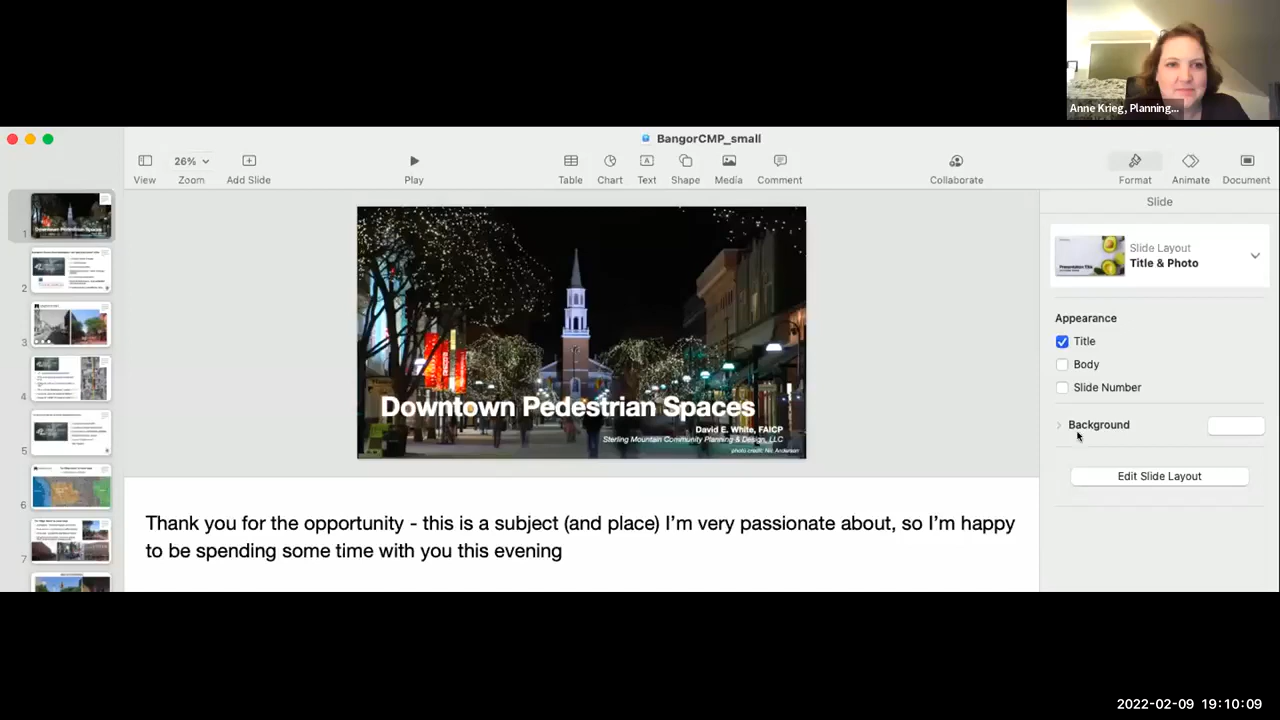 Anne Krieg, Planning...
BangorCMP_small
26%
View
Zoom
Add Slide
Play
Table
Chart
Text
Shape
Media
Comment
Collaborate
Format
Animate
Document
1
2
3
4
5
6
7
Downtown Pedestrian Spaces
Downtown Pedestrian Spaces
David E. White, FAICP
Sterling Mountain Community Planning & Design, LLC
photo credit: Nic Anderson
Slide
Slide Layout
Title & Photo
Appearance
Title
Body
Slide Number
Background
Edit Slide Layout
Thank you for the opportunity - this is a subject (and place) I'm very passionate about, so I'm happy
to be spending some time with you this evening
2022-02-09 19:10:09